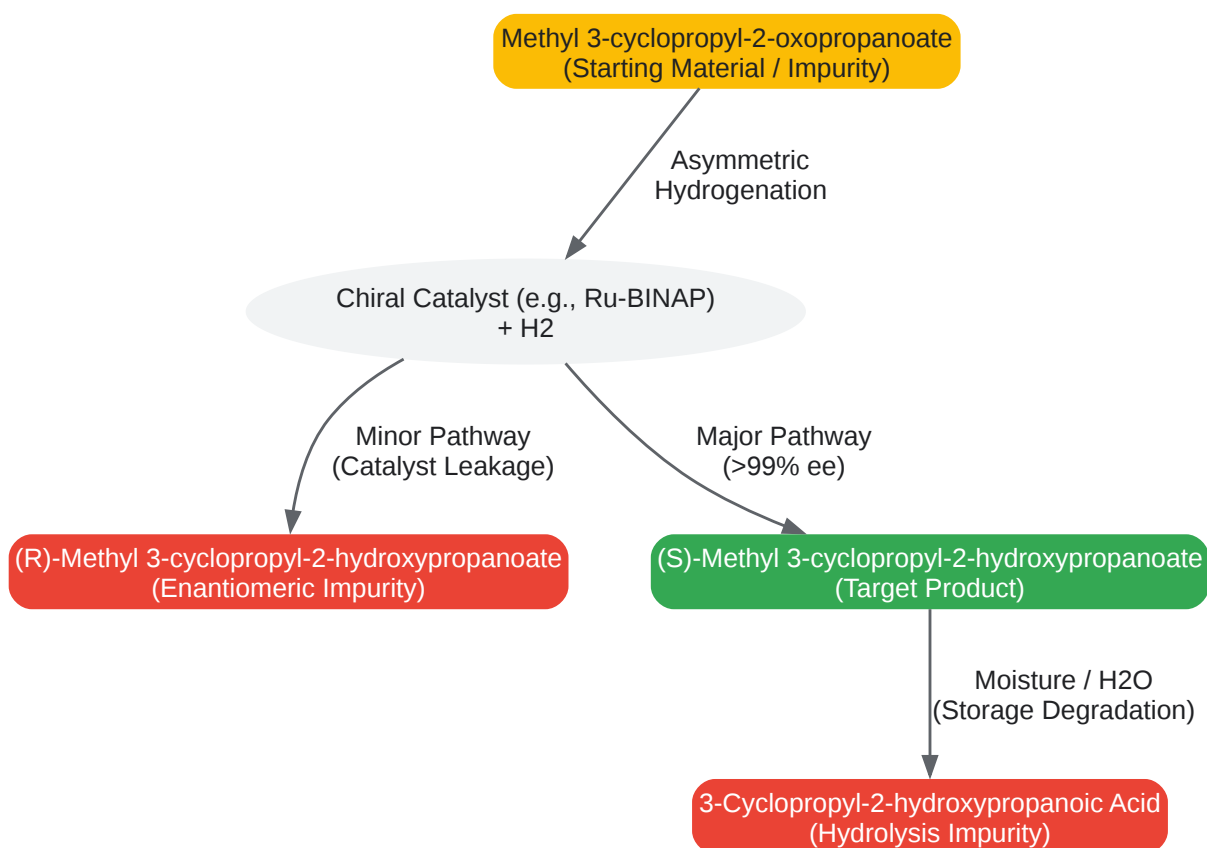 Methyl 3-cyclopropyl-2-oxopropanoate
(Starting Material / Impurity)
Asymmetric
Hydrogenation
Chiral Catalyst (e.g., Ru-BINAP)
+ H2
Minor Pathway
(Catalyst Leakage)
Major Pathway
(>99% ee)
(R)-Methyl 3-cyclopropyl-2-hydroxypropanoate
(Enantiomeric Impurity)
(S)-Methyl 3-cyclopropyl-2-hydroxypropanoate
(Target Product)
Moisture / H2O
(Storage Degradation)
3-Cyclopropyl-2-hydroxypropanoic Acid
(Hydrolysis Impurity)